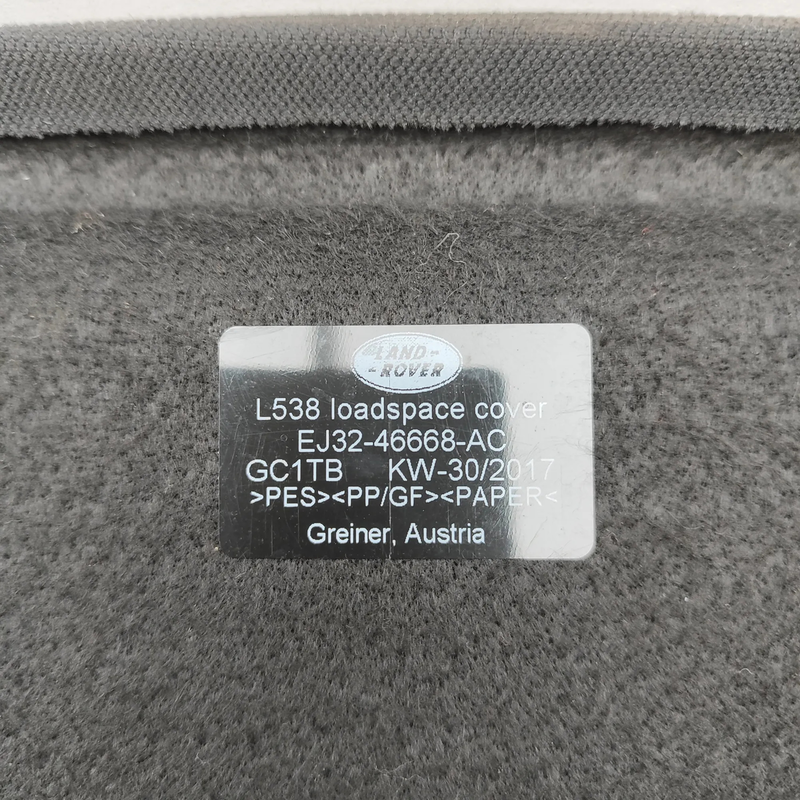 LAND-
-ROVER
L538 loadspace cover
EJ32-46668-AC
GC1TB KW-30/2017
>PES><PP/GF><PAPER<
Greiner, Austria